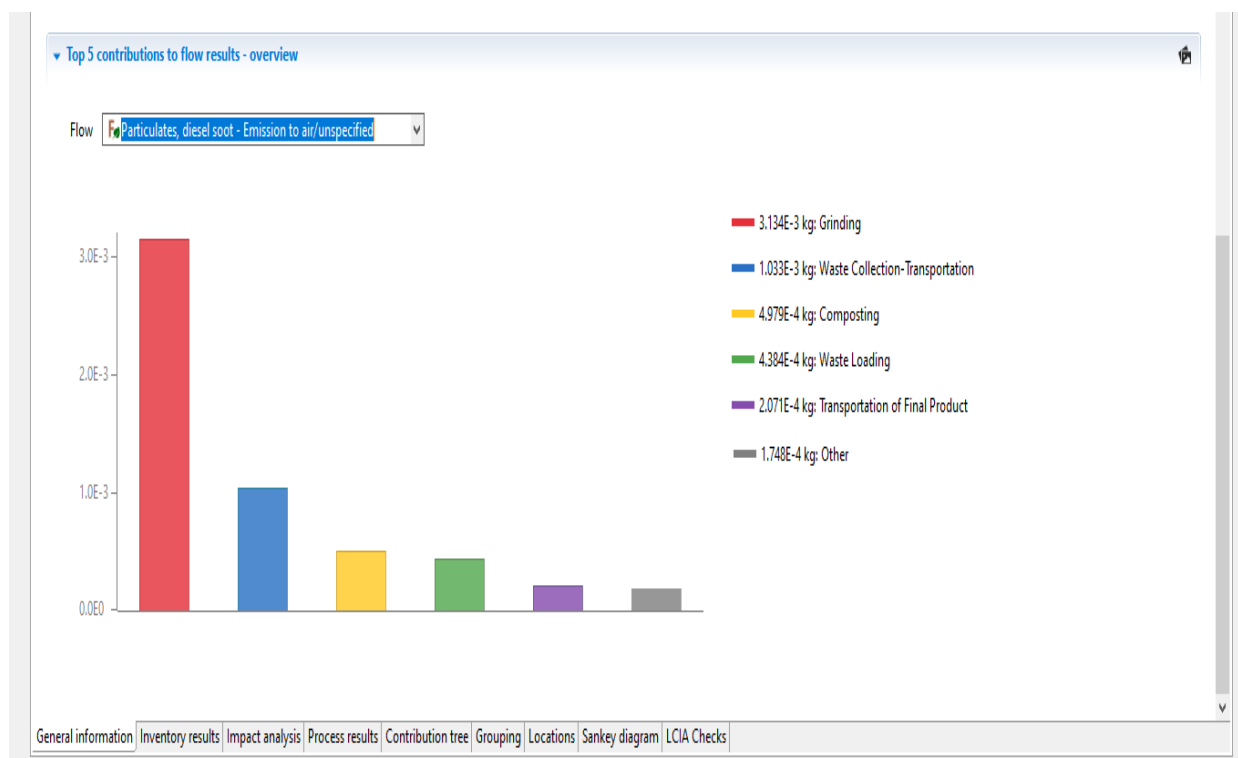 Top 5 contributions to flow results - overview
Flow Particulates, diesel soot - Emission to air/unspecified
3.0E-3
2.0E-3
1.0E-3
0.0E0
3.134E-3 kg: Grinding
1.033E-3 kg: Waste Collection-Transportation
4.979E-4 kg: Composting
4.384E-4 kg: Waste Loading
2.071E-4 kg: Transportation of Final Product
1.748E-4 kg: Other
General information Inventory results Impact analysis Process results Contribution tree Grouping Locations Sankey diagram LCIA Checks